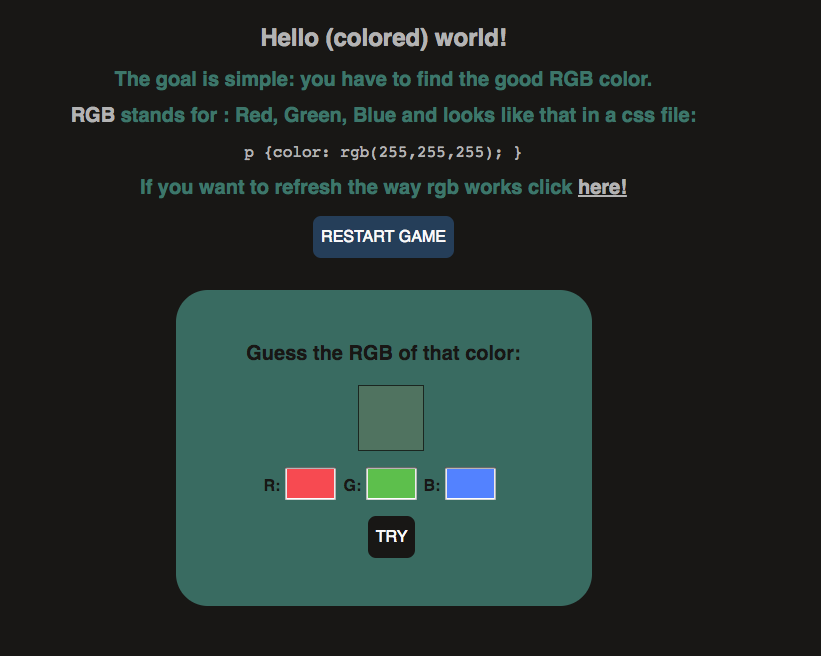 Hello (colored) world!
The goal is simple: you have to find the good RGB color.
RGB stands for : Red, Green, Blue and looks like that in a css file:
p {color: rgb(255,255,255); }
If you want to refresh the way rgb works click here!
RESTART GAME
Guess the RGB of that color:
R: G: B:
TRY